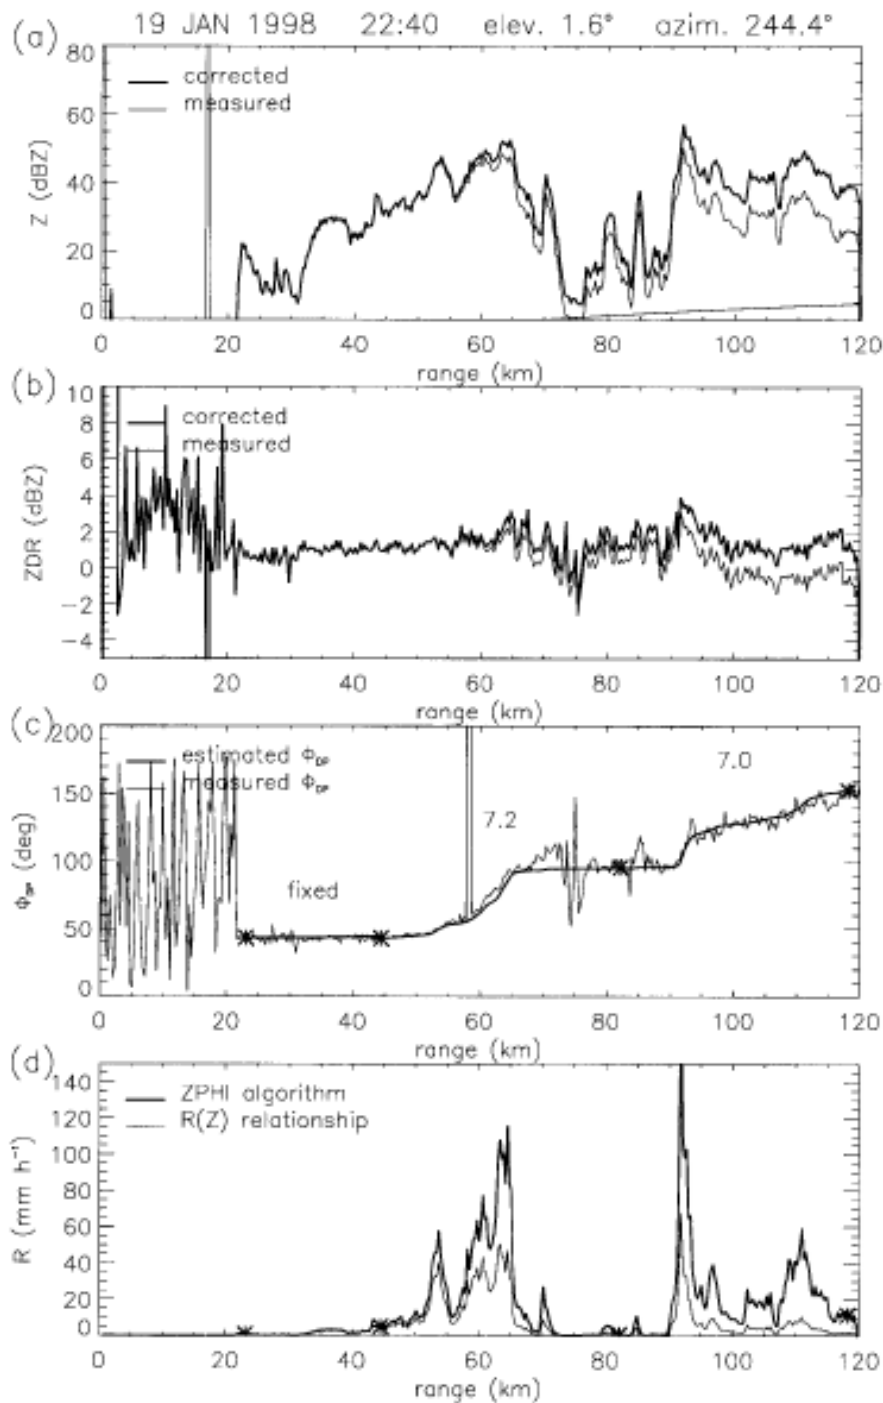 19 JAN 1998 22:40 elev. 1.6° azim. 244.4°
(a)
80
60
40
20
0
Z (dBZ)
corrected
measured
0 20 40 60 80 100 120
range (km)
(b)
10
8
6
4
2
0
−2
−4
ZDR (dBZ)
corrected
measured
0 20 40 60 80 100 120
range (km)
(c)
200
150
100
50
0
Φ_DP (deg)
estimated Φ_DP
measured Φ_DP
fixed
7.2
7.0
0 20 40 60 80 100 120
range (km)
(d)
140
120
100
80
60
40
20
0
R (mm h⁻¹)
ZPHI algorithm
R(Z) relationship
0 20 40 60 80 100 120
range (km)